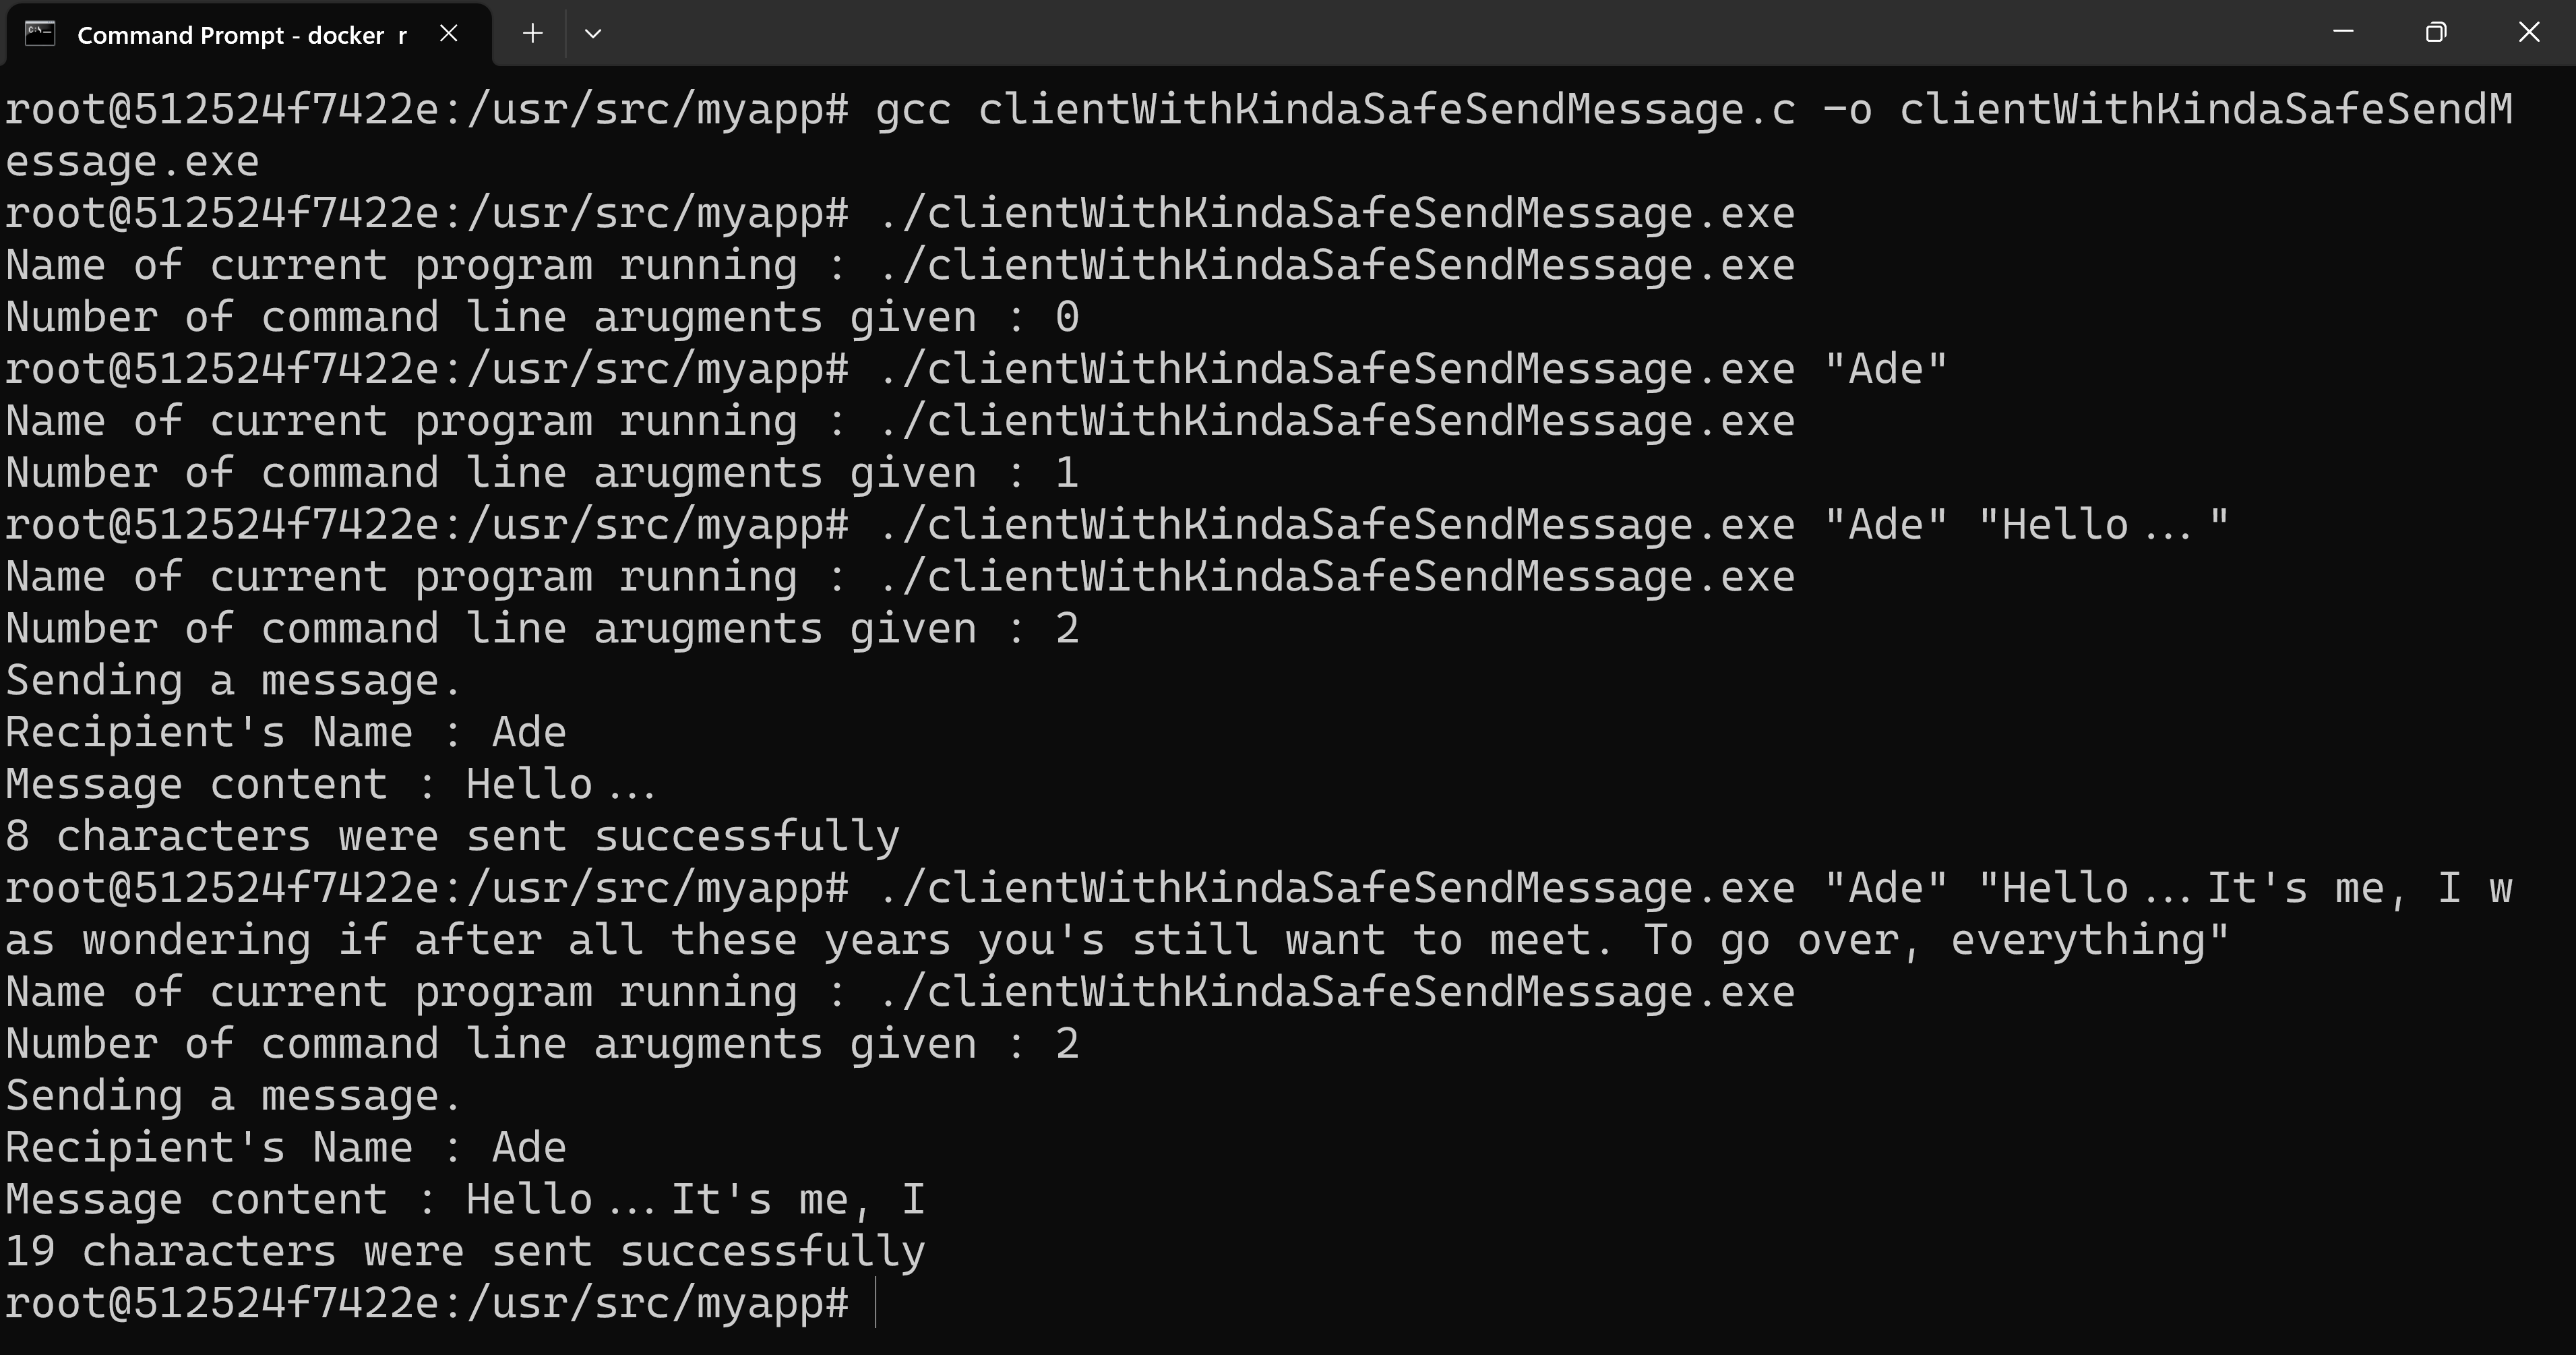 Command Prompt - docker  r
root@512524f7422e:/usr/src/myapp# gcc clientWithKindaSafeSendMessage.c -o clientWithKindaSafeSendM
essage.exe
root@512524f7422e:/usr/src/myapp# ./clientWithKindaSafeSendMessage.exe
Name of current program running : ./clientWithKindaSafeSendMessage.exe
Number of command line arugments given : 0
root@512524f7422e:/usr/src/myapp# ./clientWithKindaSafeSendMessage.exe "Ade"
Name of current program running : ./clientWithKindaSafeSendMessage.exe
Number of command line arugments given : 1
root@512524f7422e:/usr/src/myapp# ./clientWithKindaSafeSendMessage.exe "Ade" "Hello..."
Name of current program running : ./clientWithKindaSafeSendMessage.exe
Number of command line arugments given : 2
Sending a message.
Recipient's Name : Ade
Message content : Hello...
8 characters were sent successfully
root@512524f7422e:/usr/src/myapp# ./clientWithKindaSafeSendMessage.exe "Ade" "Hello...It's me, I w
as wondering if after all these years you's still want to meet. To go over, everything"
Name of current program running : ./clientWithKindaSafeSendMessage.exe
Number of command line arugments given : 2
Sending a message.
Recipient's Name : Ade
Message content : Hello...It's me, I
19 characters were sent successfully
root@512524f7422e:/usr/src/myapp#